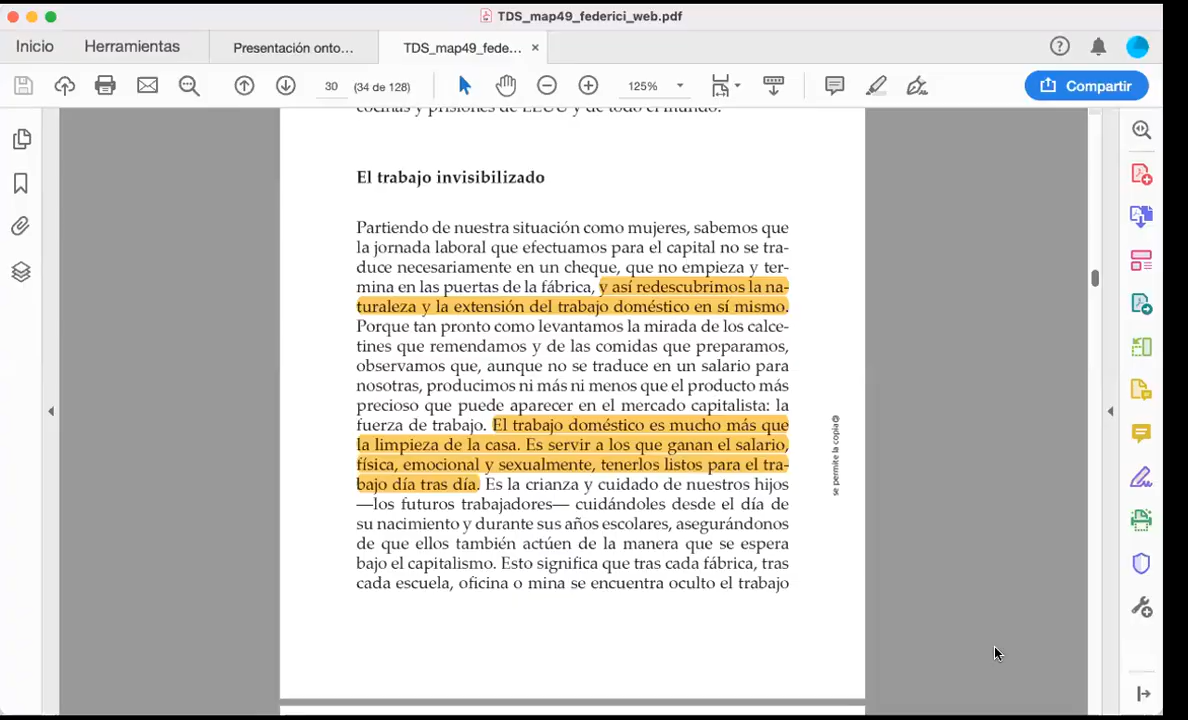 TDS_map49_federici_web.pdf
Inicio
Herramientas
Presentación onto...
TDS_map49_fede...
30
(34 de 128)
125%
Compartir
cocinas y prisiones de EEUU y de todo el mundo.
El trabajo invisibilizado
Partiendo de nuestra situación como mujeres, sabemos que
la jornada laboral que efectuamos para el capital no se tra-
duce necesariamente en un cheque, que no empieza y ter-
mina en las puertas de la fábrica, y así redescubrimos la na-
turaleza y la extensión del trabajo doméstico en sí mismo.
Porque tan pronto como levantamos la mirada de los calce-
tines que remendamos y de las comidas que preparamos,
observamos que, aunque no se traduce en un salario para
nosotras, producimos ni más ni menos que el producto más
precioso que puede aparecer en el mercado capitalista: la
fuerza de trabajo. El trabajo doméstico es mucho más que
la limpieza de la casa. Es servir a los que ganan el salario,
física, emocional y sexualmente, tenerlos listos para el tra-
bajo día tras día. Es la crianza y cuidado de nuestros hijos
—los futuros trabajadores— cuidándoles desde el día de
su nacimiento y durante sus años escolares, asegurándonos
de que ellos también actúen de la manera que se espera
bajo el capitalismo. Esto significa que tras cada fábrica, tras
cada escuela, oficina o mina se encuentra oculto el trabajo
se permite la copia©